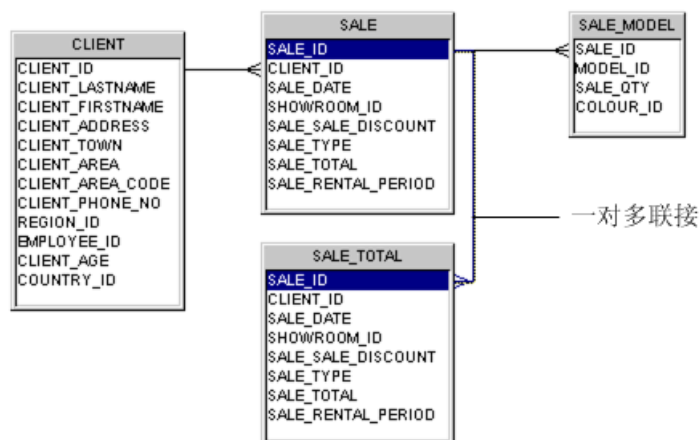 CLIENT
CLIENT_ID
CLIENT_LASTNAME
CLIENT_FIRSTNAME
CLIENT_ADDRESS
CLIENT_TOWN
CLIENT_AREA
CLIENT_AREA_CODE
CLIENT_PHONE_NO
REGION_ID
EMPLOYEE_ID
CLIENT_AGE
COUNTRY_ID
SALE
SALE_ID
CLIENT_ID
SALE_DATE
SHOWROOM_ID
SALE_SALE_DISCOUNT
SALE_TYPE
SALE_TOTAL
SALE_RENTAL_PERIOD
SALE_MODEL
SALE_ID
MODEL_ID
SALE_QTY
COLOUR_ID
一对多联接
SALE_TOTAL
SALE_ID
CLIENT_ID
SALE_DATE
SHOWROOM_ID
SALE_SALE_DISCOUNT
SALE_TYPE
SALE_TOTAL
SALE_RENTAL_PERIOD